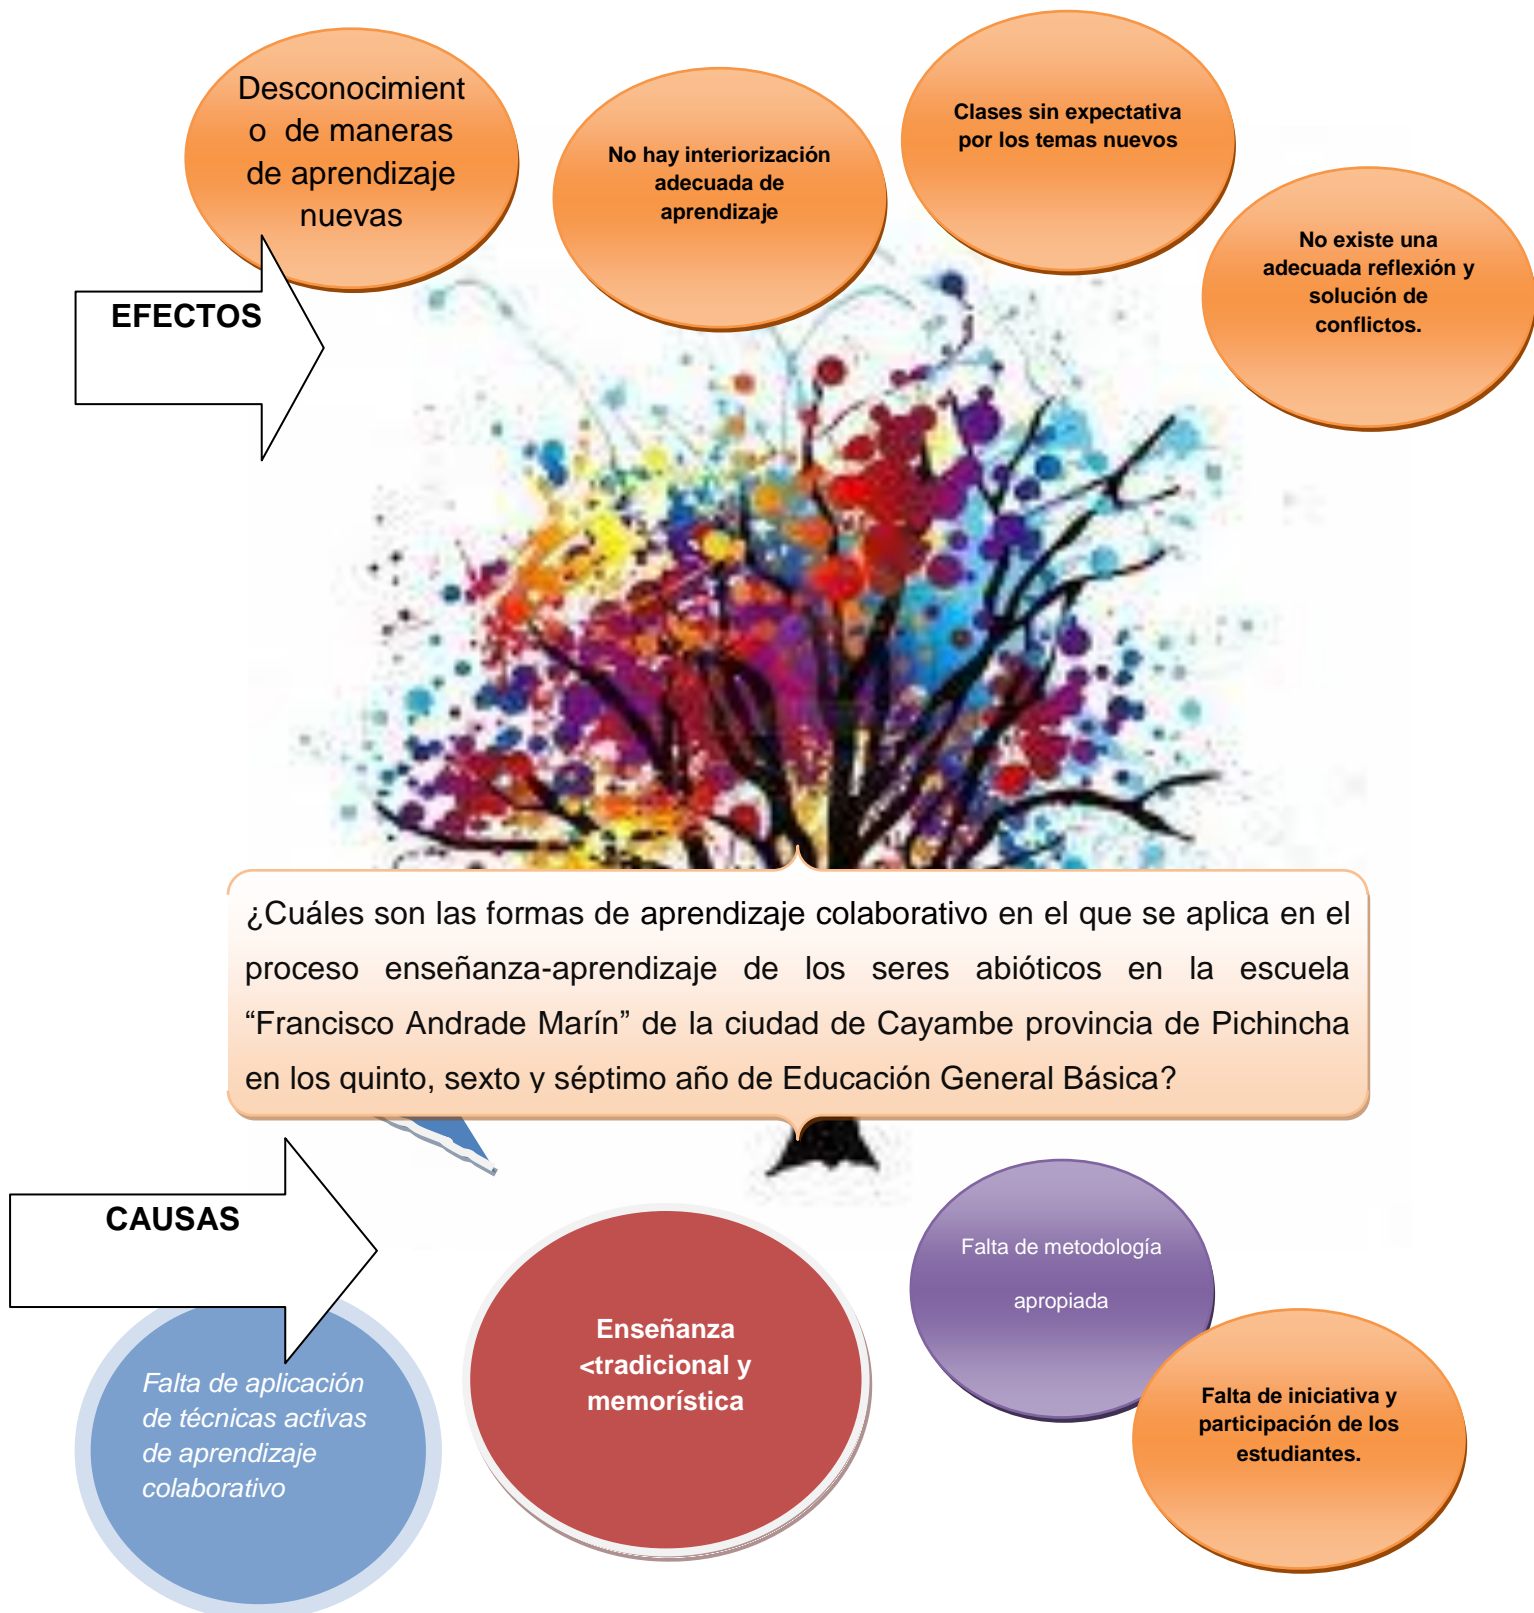 Desconocimient
o de maneras
de aprendizaje
nuevas
No hay interiorización
adecuada de
aprendizaje
Clases sin expectativa
por los temas nuevos
No existe una
adecuada reflexión y
solución de
conflictos.
EFECTOS
¿Cuáles son las formas de aprendizaje colaborativo en el que se aplica en el
proceso enseñanza-aprendizaje de los seres abióticos en la escuela
“Francisco Andrade Marín” de la ciudad de Cayambe provincia de Pichincha
en los quinto, sexto y séptimo año de Educación General Básica?
CAUSAS
Falta de aplicación
de técnicas activas
de aprendizaje
colaborativo
Enseñanza
<tradicional y
memorística
Falta de metodología
apropiada
Falta de iniciativa y
participación de los
estudiantes.